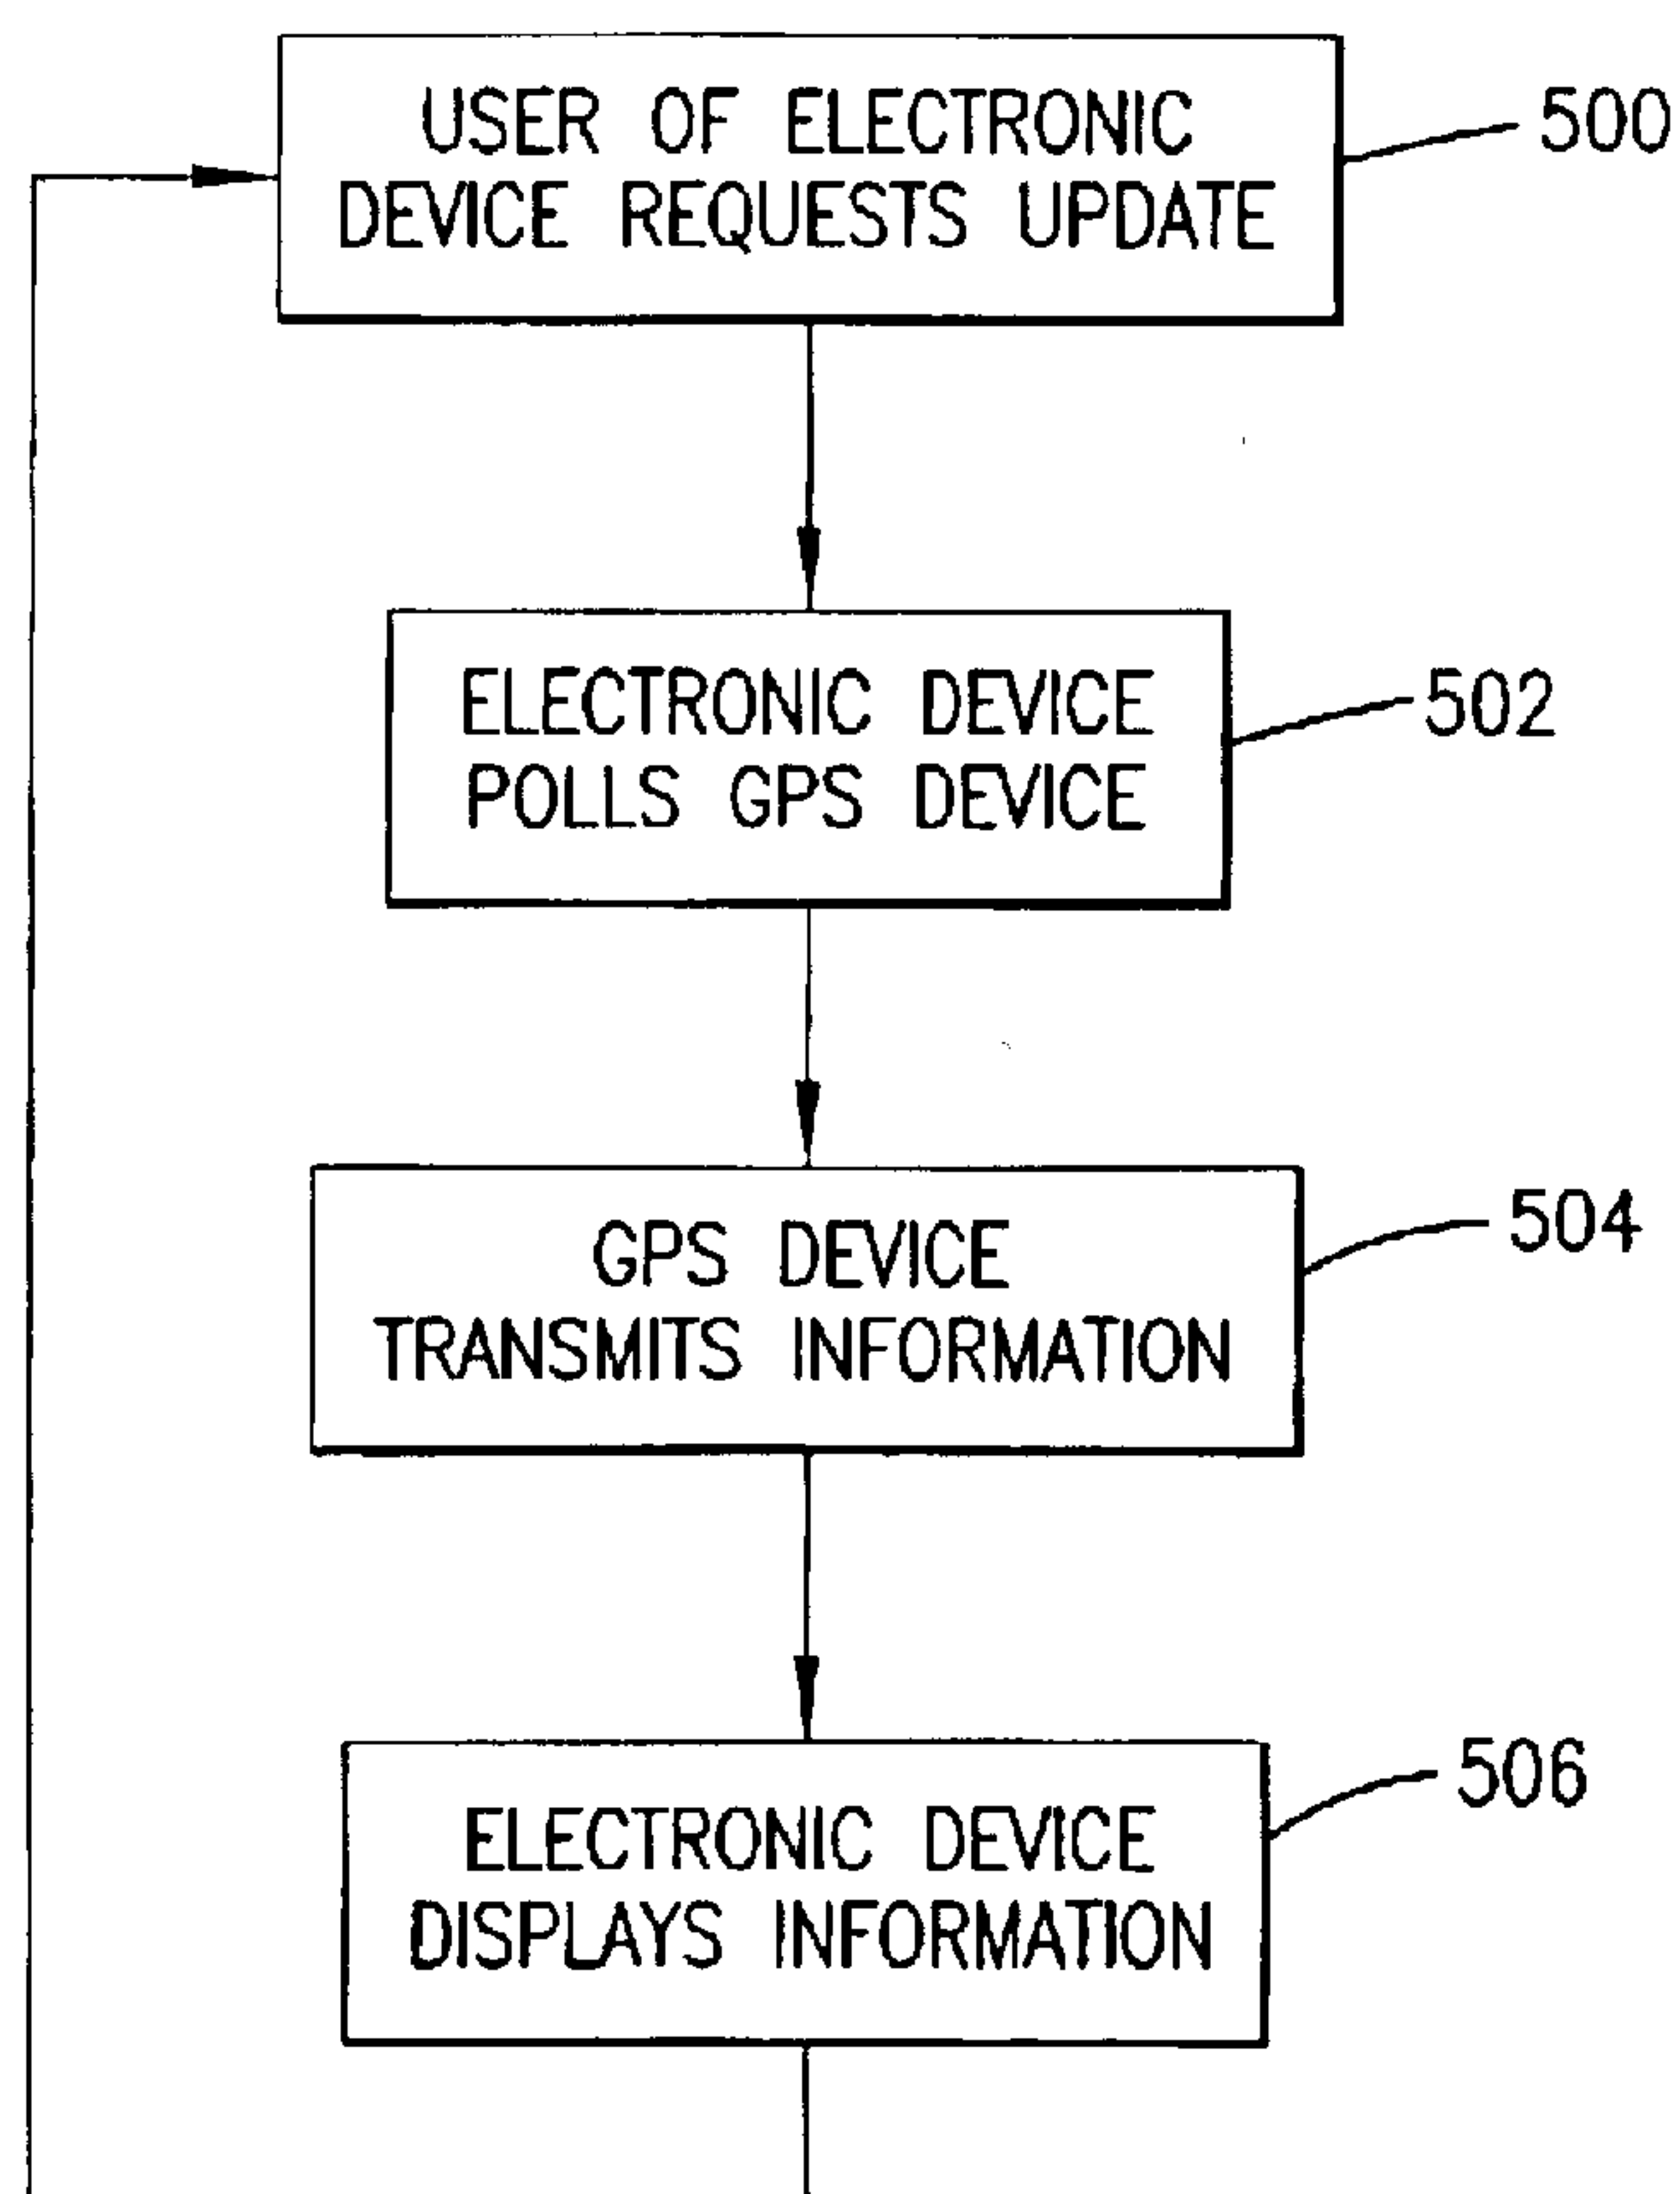 USER OF ELECTRONIC
DEVICE REQUESTS UPDATE
500
ELECTRONIC DEVICE
POLLS GPS DEVICE
502
GPS DEVICE
TRANSMITS INFORMATION
504
ELECTRONIC DEVICE
DISPLAYS INFORMATION
506